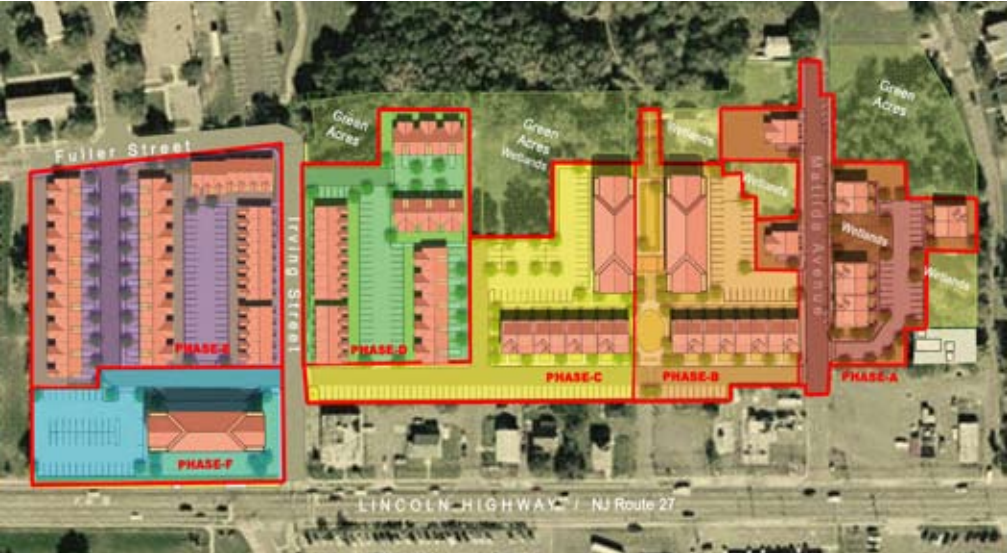 Green
Acres
Green
Acres
Wetlands
Wetlands
Green
Acres
Fuller Street
Wetlands
Irving Street
Matild Avenue
Wetlands
Wetlands
PHASE-E
PHASE-D
PHASE-C
PHASE-B
PHASE-A
PHASE-F
LINCOLN HIGHWAY / NJ Route 27